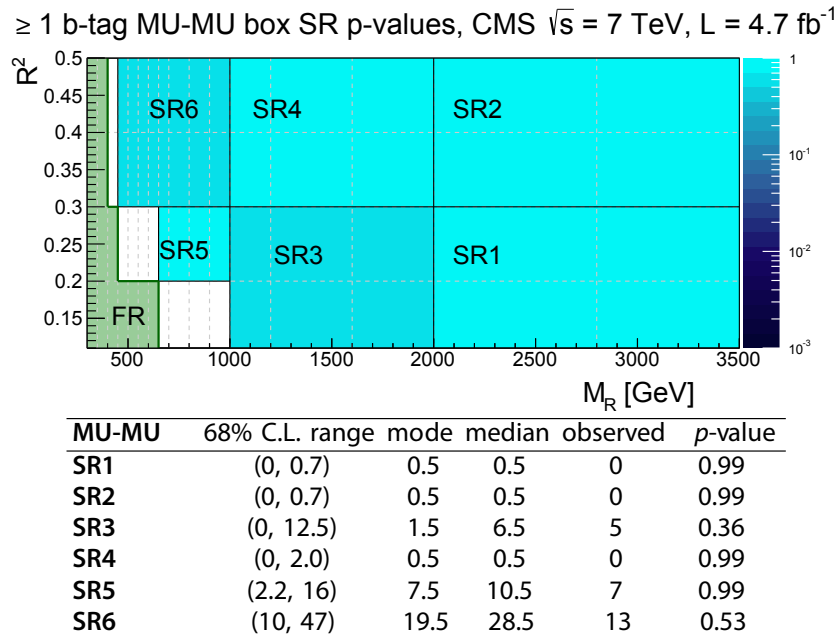 ≥ 1 b-tag MU-MU box SR p-values, CMS √s = 7 TeV, L = 4.7 fb⁻¹
R²
0.5
0.45
0.4
0.35
0.3
0.25
0.2
0.15
SR6 SR4 SR2
SR5 SR3 SR1
FR
500 1000 1500 2000 2500 3000 3500
M_R [GeV]
1
10⁻¹
10⁻²
10⁻³
MU-MU 68% C.L. range mode median observed p-value
SR1 (0, 0.7) 0.5 0.5 0 0.99
SR2 (0, 0.7) 0.5 0.5 0 0.99
SR3 (0, 12.5) 1.5 6.5 5 0.36
SR4 (0, 2.0) 0.5 0.5 0 0.99
SR5 (2.2, 16) 7.5 10.5 7 0.99
SR6 (10, 47) 19.5 28.5 13 0.53